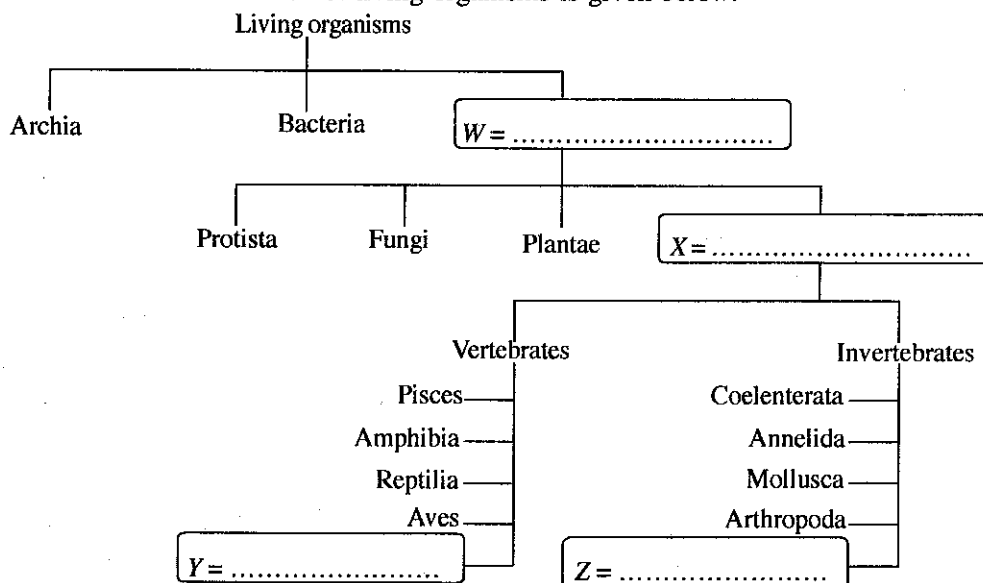 Living organisms
Archia
Bacteria
W = ..............................
Protista
Fungi
Plantae
X = ..............................
Vertebrates
Invertebrates
Pisces
Coelenterata
Amphibia
Annelida
Reptilia
Mollusca
Aves
Arthropoda
Y = ..............................
Z = ..............................